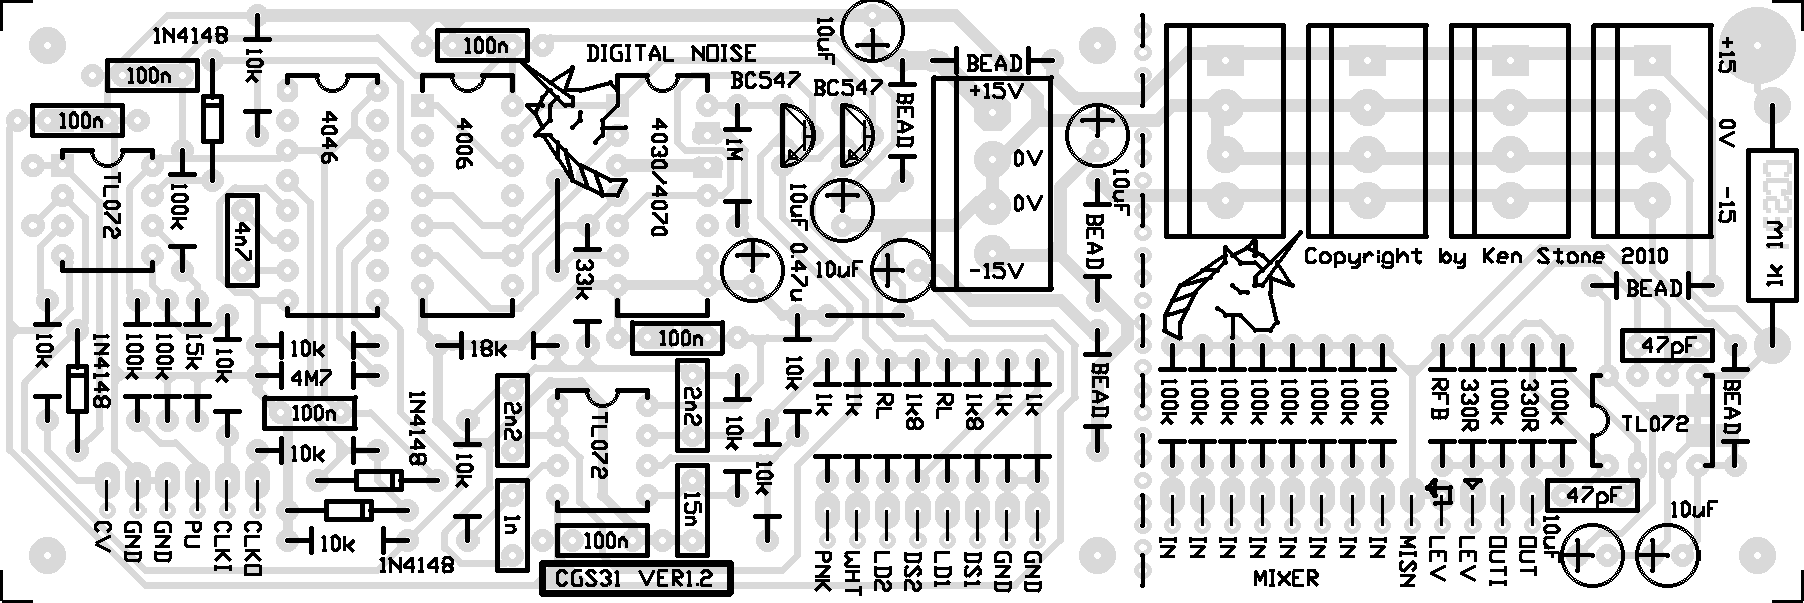 1N4148
10k
100n
100n
TL072
100k
4n7
4046
100n
DIGITAL NOISE
4006
4030/4070
10uF
BC547
BC547
1M
BEAD
10uF
0.47u
10uF
BEAD
+15V
0V
0V
-15V
10uF
BEAD
BEAD
+15
0V
-15
Copyright by Ken Stone 2010
BEAD
10k
1N4148
100k
100k
15k
10k
10k
4M7
100n
10k
1N4148
18k
33k
100n
2n2
TL072
2n2
10k
10k
10k
1n
15n
100n
10k
1N4148
10k
1k
1k
RL
1k8
RL
1k8
1k
1k
100k
100k
100k
100k
100k
100k
100k
100k
RFB
330R
100k
330R
100k
47pF
TL072
BEAD
47pF
10uF
10uF
CV
GND
GND
PU
CLKI
CLKO
CGS31 VER1.2
PNK
WHT
LD2
DS2
LD1
DS1
GND
GND
IN
IN
IN
IN
IN
IN
IN
IN
MISN
LEV
LEV
OUTI
OUT
MIXER